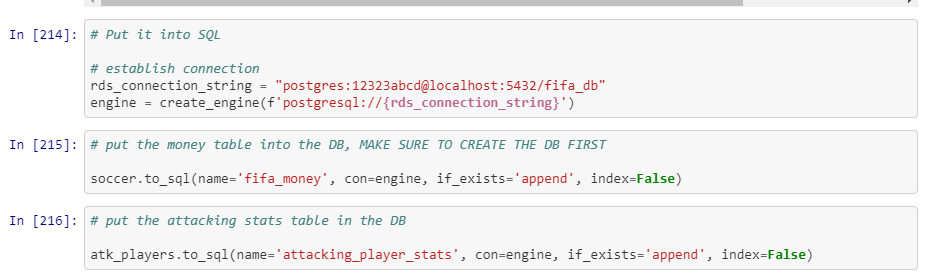 In [214]: # Put it into SQL
# establish connection
rds_connection_string = "postgres:12323abcd@localhost:5432/fifa_db"
engine = create_engine(f'postgresql://{rds_connection_string}')
In [215]: # put the money table into the DB, MAKE SURE TO CREATE THE DB FIRST
soccer.to_sql(name='fifa_money', con=engine, if_exists='append', index=False)
In [216]: # put the attacking stats table in the DB
atk_players.to_sql(name='attacking_player_stats', con=engine, if_exists='append', index=False)